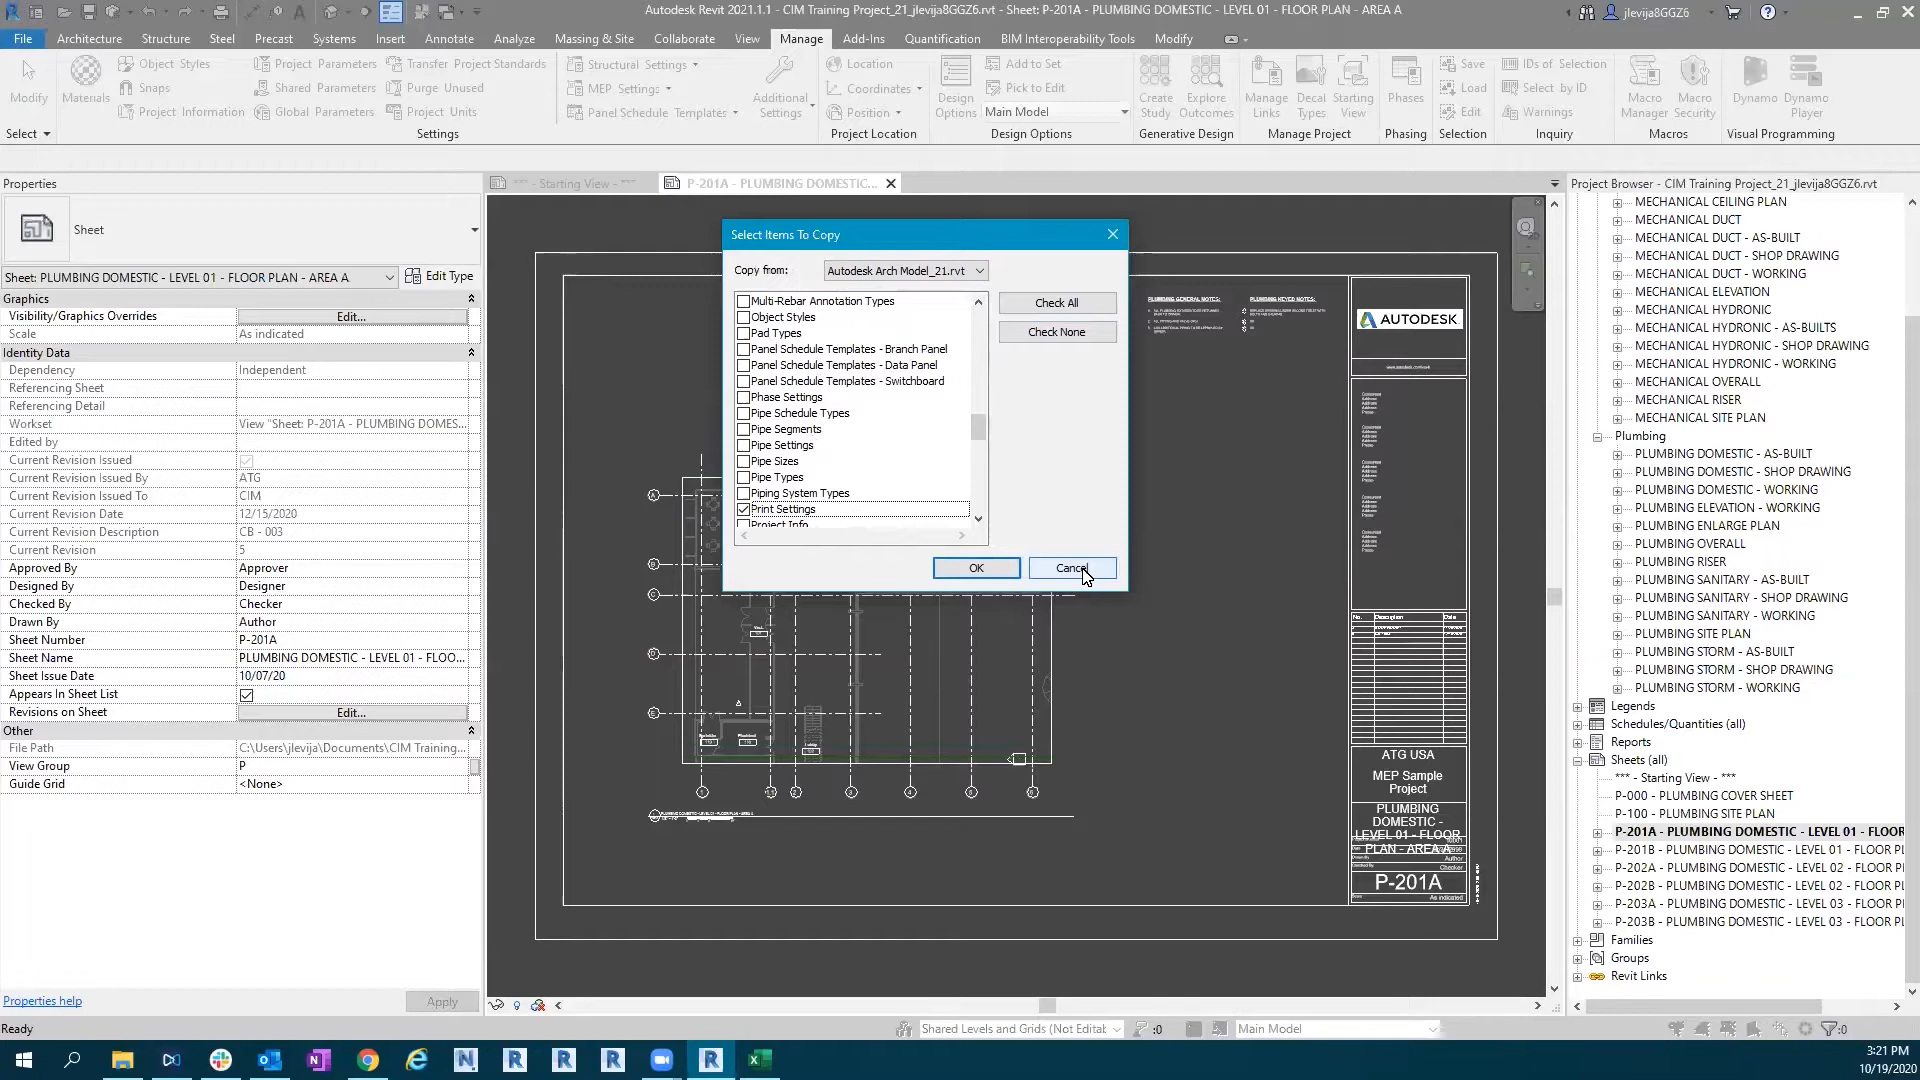 Autodesk Revit 2021.1.1 - CIM Training Project_21_jlevija8GGZ6.rvt - Sheet: P-201A - PLUMBING DOMESTIC - LEVEL 01 - FLOOR PLAN - AREA A
jlevija8GGZ6
File Architecture Structure Steel Precast Systems Insert Annotate Analyze Massing & Site Collaborate View Manage Add-Ins Quantification BIM Interoperability Tools Modify
Object Styles Project Parameters Transfer Project Standards Structural Settings Location Add to Set Save IDs of Selection
Snaps Shared Parameters Purge Unused MEP Settings Coordinates Pick to Edit Load Select by ID
Project Information Global Parameters Project Units Panel Schedule Templates Position Main Model Edit Warnings
Modify Materials Additional Settings Design Options Create Study Explore Outcomes Manage Links Decal Types Starting View Phases Macro Manager Macro Security Dynamo Dynamo Player
Select Settings Project Location Design Options Generative Design Manage Project Phasing Selection Inquiry Macros Visual Programming
Properties
Sheet
Sheet: PLUMBING DOMESTIC - LEVEL 01 - FLOOR PLAN - AREA A Edit Type
Graphics
Visibility/Graphics Overrides Edit...
Scale As indicated
Identity Data
Dependency Independent
Referencing Sheet
Referencing Detail
Workset View "Sheet: P-201A - PLUMBING DOMES...
Edited by
Current Revision Issued
Current Revision Issued By ATG
Current Revision Issued To CIM
Current Revision Date 12/15/2020
Current Revision Description CB - 003
Current Revision 5
Approved By Approver
Designed By Designer
Checked By Checker
Drawn By Author
Sheet Number P-201A
Sheet Name PLUMBING DOMESTIC - LEVEL 01 - FLOO...
Sheet Issue Date 10/07/20
Appears In Sheet List
Revisions on Sheet Edit...
Other
File Path C:\Users\jlevija\Documents\CIM Training...
View Group P
Guide Grid <None>
Properties help Apply
*** - Starting View - ***
P-201A - PLUMBING DOMESTIC...
Select Items To Copy
Copy from: Autodesk Arch Model_21.rvt
Multi-Rebar Annotation Types
Object Styles
Pad Types
Panel Schedule Templates - Branch Panel
Panel Schedule Templates - Data Panel
Panel Schedule Templates - Switchboard
Phase Settings
Pipe Schedule Types
Pipe Segments
Pipe Settings
Pipe Sizes
Pipe Types
Piping System Types
Print Settings
Project Info
Check All
Check None
OK Cancel
PLUMBING GENERAL NOTES: PLUMBING KEYED NOTES:
AUTODESK
No. Description Date
ATG USA
MEP Sample
Project
PLUMBING
DOMESTIC -
LEVEL 01 - FLOOR
PLAN - AREA A
Author
Checker
P-201A
As indicated
Project Browser - CIM Training Project_21_jlevija8GGZ6.rvt
MECHANICAL CEILING PLAN
MECHANICAL DUCT
MECHANICAL DUCT - AS-BUILT
MECHANICAL DUCT - SHOP DRAWING
MECHANICAL DUCT - WORKING
MECHANICAL ELEVATION
MECHANICAL HYDRONIC
MECHANICAL HYDRONIC - AS-BUILTS
MECHANICAL HYDRONIC - SHOP DRAWING
MECHANICAL HYDRONIC - WORKING
MECHANICAL OVERALL
MECHANICAL RISER
MECHANICAL SITE PLAN
Plumbing
PLUMBING DOMESTIC - AS-BUILT
PLUMBING DOMESTIC - SHOP DRAWING
PLUMBING DOMESTIC - WORKING
PLUMBING ELEVATION - WORKING
PLUMBING ENLARGE PLAN
PLUMBING OVERALL
PLUMBING RISER
PLUMBING SANITARY - AS-BUILT
PLUMBING SANITARY - SHOP DRAWING
PLUMBING SANITARY - WORKING
PLUMBING SITE PLAN
PLUMBING STORM - AS-BUILT
PLUMBING STORM - SHOP DRAWING
PLUMBING STORM - WORKING
Legends
Schedules/Quantities (all)
Reports
Sheets (all)
*** - Starting View - ***
P-000 - PLUMBING COVER SHEET
P-100 - PLUMBING SITE PLAN
P-201A - PLUMBING DOMESTIC - LEVEL 01 - FLOOR
P-201B - PLUMBING DOMESTIC - LEVEL 01 - FLOOR PL
P-202A - PLUMBING DOMESTIC - LEVEL 02 - FLOOR PL
P-202B - PLUMBING DOMESTIC - LEVEL 02 - FLOOR PL
P-203A - PLUMBING DOMESTIC - LEVEL 03 - FLOOR PL
P-203B - PLUMBING DOMESTIC - LEVEL 03 - FLOOR PL
Families
Groups
Revit Links
Ready Shared Levels and Grids (Not Editab :0 Main Model :0
3:21 PM
10/19/2020